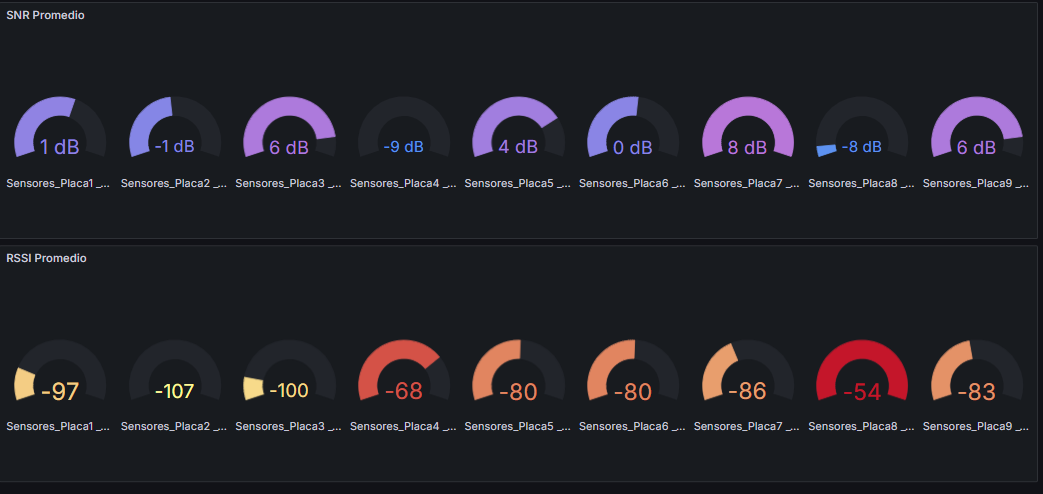 SNR Promedio
1 dB -1 dB 6 dB -9 dB 4 dB 0 dB 8 dB -8 dB 6 dB
Sensores_Placa1 _... Sensores_Placa2 _... Sensores_Placa3 _... Sensores_Placa4 _... Sensores_Placa5 _... Sensores_Placa6 _... Sensores_Placa7 _... Sensores_Placa8 _... Sensores_Placa9 _...
RSSI Promedio
-97 -107 -100 -68 -80 -80 -86 -54 -83
Sensores_Placa1 _... Sensores_Placa2 _... Sensores_Placa3 _... Sensores_Placa4 _... Sensores_Placa5 _... Sensores_Placa6 _... Sensores_Placa7 _... Sensores_Placa8 _... Sensores_Placa9 _...